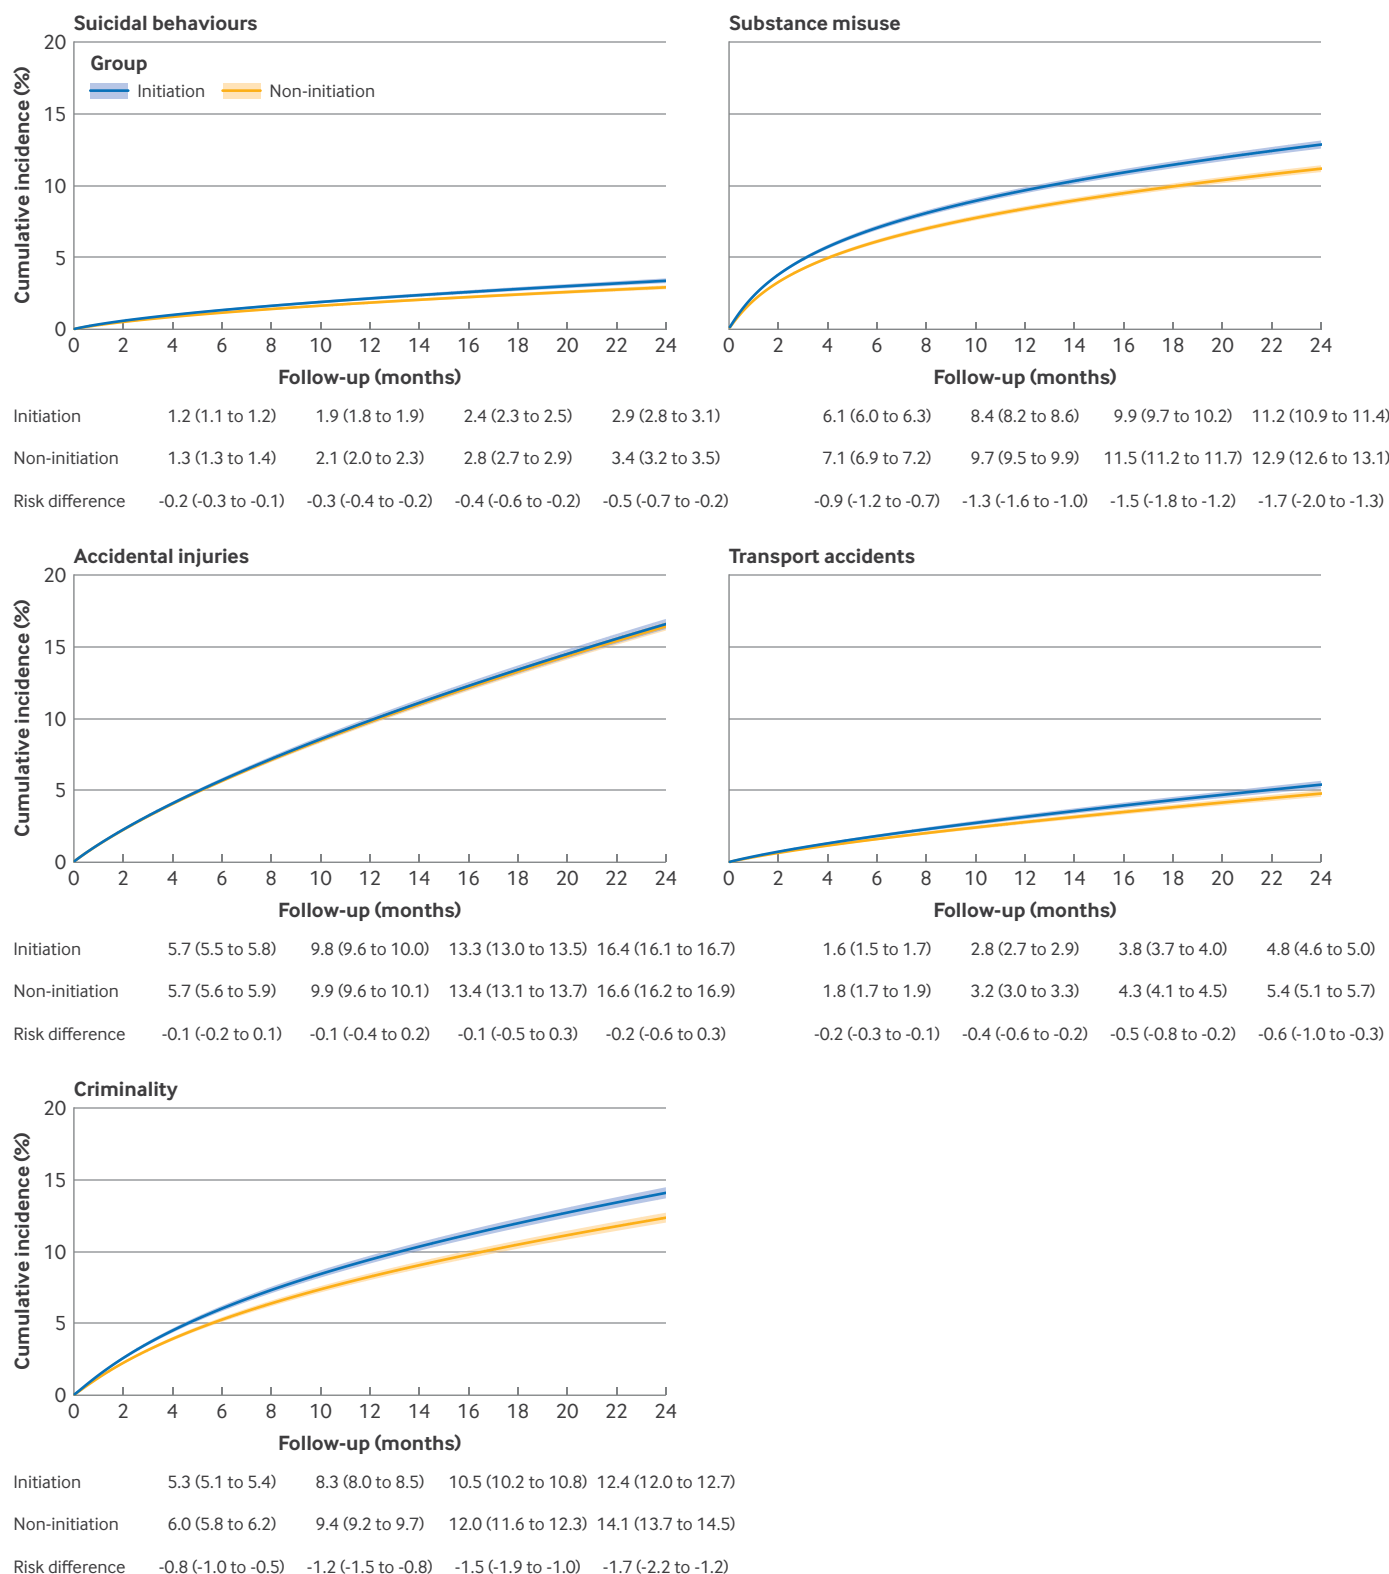 Suicidal behaviours
Cumulative incidence (%)
20
15
10
5
0
Group
Initiation Non-initiation
0 2 4 6 8 10 12 14 16 18 20 22 24
Follow-up (months)
Initiation 1.2 (1.1 to 1.2) 1.9 (1.8 to 1.9) 2.4 (2.3 to 2.5) 2.9 (2.8 to 3.1)
Non-initiation 1.3 (1.3 to 1.4) 2.1 (2.0 to 2.3) 2.8 (2.7 to 2.9) 3.4 (3.2 to 3.5)
Risk difference -0.2 (-0.3 to -0.1) -0.3 (-0.4 to -0.2) -0.4 (-0.6 to -0.2) -0.5 (-0.7 to -0.2)
Substance misuse
0 2 4 6 8 10 12 14 16 18 20 22 24
Follow-up (months)
6.1 (6.0 to 6.3) 8.4 (8.2 to 8.6) 9.9 (9.7 to 10.2) 11.2 (10.9 to 11.4)
7.1 (6.9 to 7.2) 9.7 (9.5 to 9.9) 11.5 (11.2 to 11.7) 12.9 (12.6 to 13.1)
-0.9 (-1.2 to -0.7) -1.3 (-1.6 to -1.0) -1.5 (-1.8 to -1.2) -1.7 (-2.0 to -1.3)
Accidental injuries
Cumulative incidence (%)
20
15
10
5
0
0 2 4 6 8 10 12 14 16 18 20 22 24
Follow-up (months)
Initiation 5.7 (5.5 to 5.8) 9.8 (9.6 to 10.0) 13.3 (13.0 to 13.5) 16.4 (16.1 to 16.7)
Non-initiation 5.7 (5.6 to 5.9) 9.9 (9.6 to 10.1) 13.4 (13.1 to 13.7) 16.6 (16.2 to 16.9)
Risk difference -0.1 (-0.2 to 0.1) -0.1 (-0.4 to 0.2) -0.1 (-0.5 to 0.3) -0.2 (-0.6 to 0.3)
Transport accidents
0 2 4 6 8 10 12 14 16 18 20 22 24
Follow-up (months)
1.6 (1.5 to 1.7) 2.8 (2.7 to 2.9) 3.8 (3.7 to 4.0) 4.8 (4.6 to 5.0)
1.8 (1.7 to 1.9) 3.2 (3.0 to 3.3) 4.3 (4.1 to 4.5) 5.4 (5.1 to 5.7)
-0.2 (-0.3 to -0.1) -0.4 (-0.6 to -0.2) -0.5 (-0.8 to -0.2) -0.6 (-1.0 to -0.3)
Criminality
Cumulative incidence (%)
20
15
10
5
0
0 2 4 6 8 10 12 14 16 18 20 22 24
Follow-up (months)
Initiation 5.3 (5.1 to 5.4) 8.3 (8.0 to 8.5) 10.5 (10.2 to 10.8) 12.4 (12.0 to 12.7)
Non-initiation 6.0 (5.8 to 6.2) 9.4 (9.2 to 9.7) 12.0 (11.6 to 12.3) 14.1 (13.7 to 14.5)
Risk difference -0.8 (-1.0 to -0.5) -1.2 (-1.5 to -0.8) -1.5 (-1.9 to -1.0) -1.7 (-2.2 to -1.2)